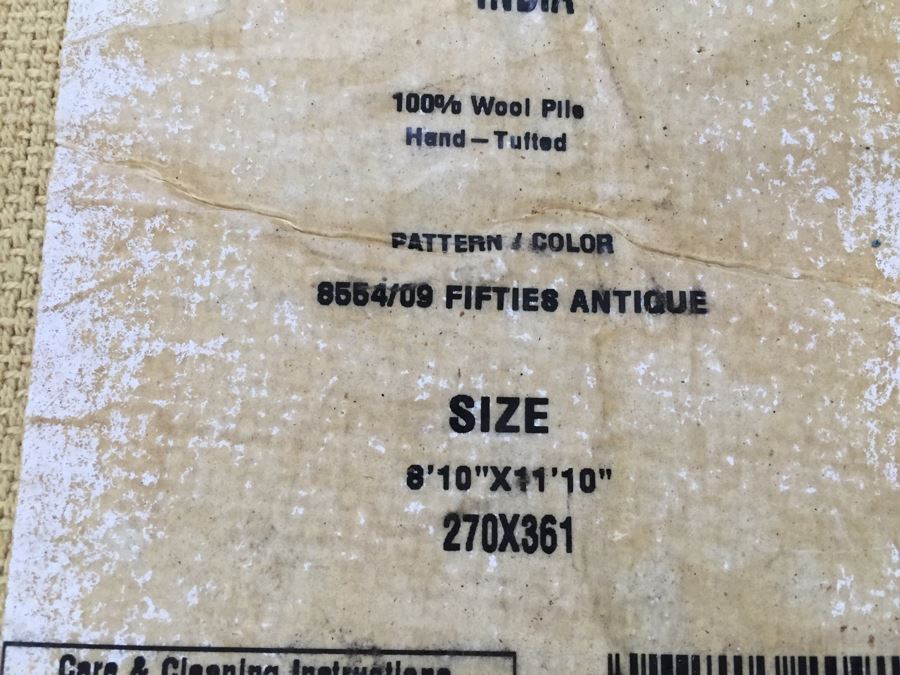 INDIA
100% Wool Pile
Hand-Tufted
PATTERN / COLOR
8554/09 FIFTIES ANTIQUE
SIZE
8'10"X11'10"
270X361
Care & Cleaning Instructions